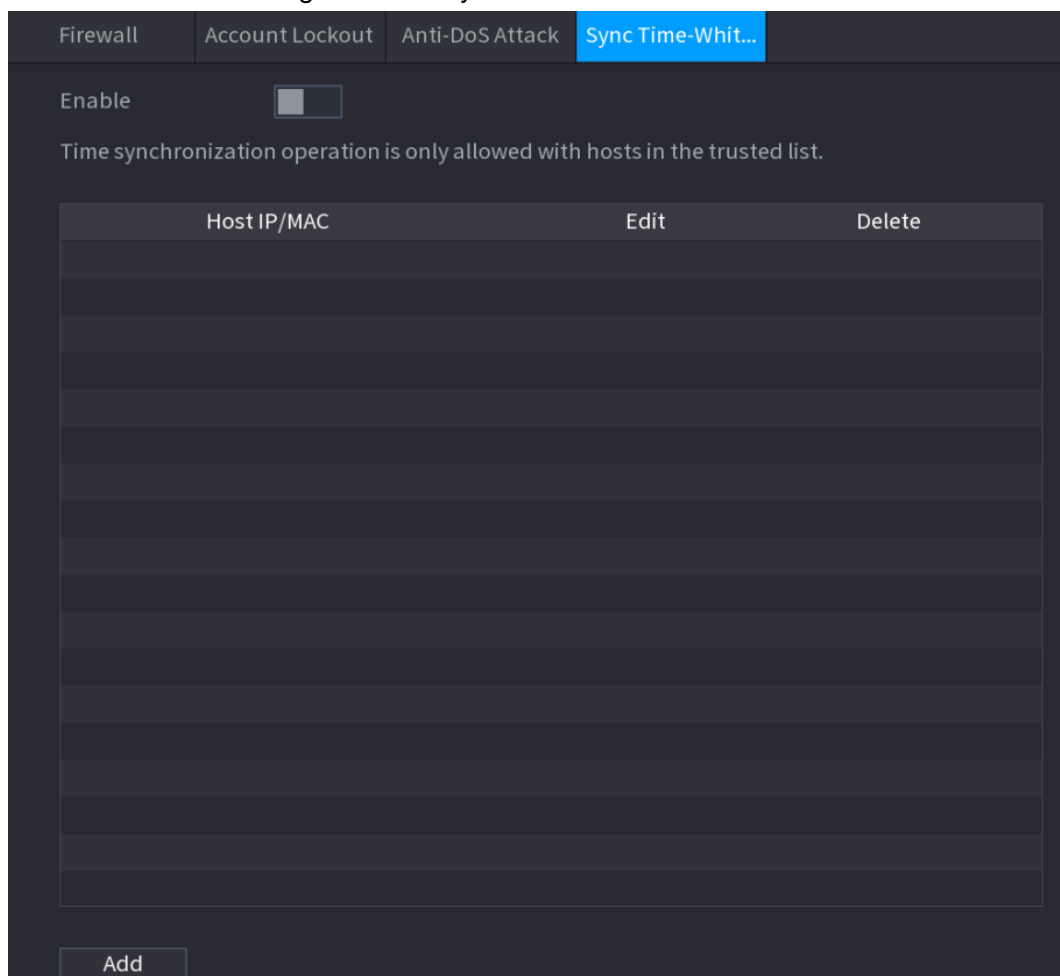 Firewall Account Lockout Anti-DoS Attack Sync Time-Whit...
Enable
Time synchronization operation is only allowed with hosts in the trusted list.
Host IP/MAC Edit Delete
Add